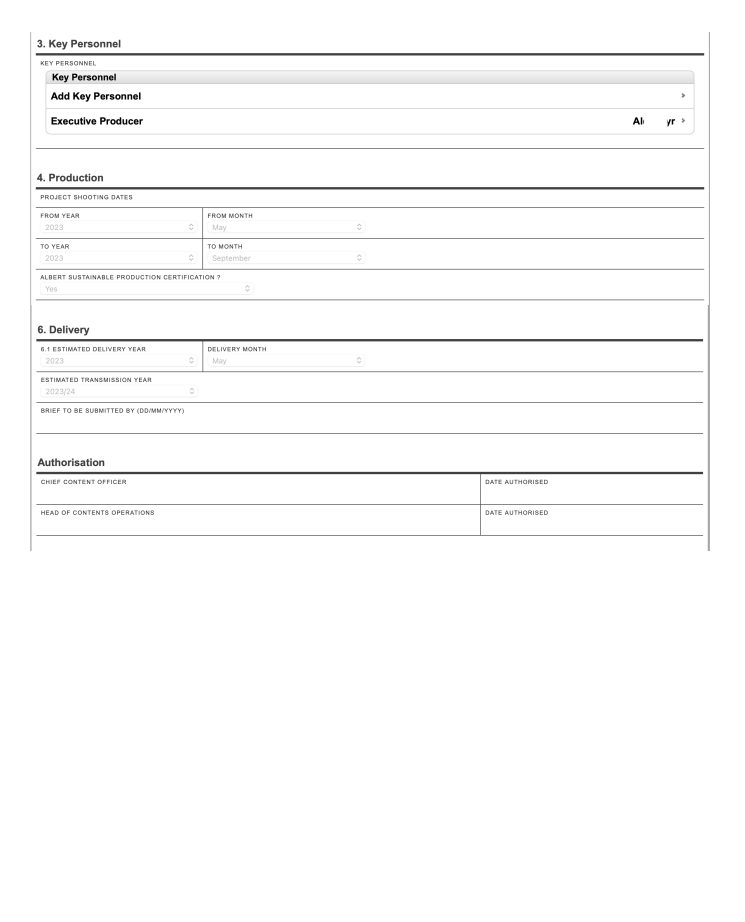 3. Key Personnel
KEY PERSONNEL
Key Personnel
Add Key Personnel
Executive Producer
4. Production
PROJECT SHOOTING DATES
FROM YEAR FROM MONTH
2023 May
TO YEAR TO MONTH
2023 September
ALBERT SUSTAINABLE PRODUCTION CERTIFICATION ?
Yes
6. Delivery
6.1 ESTIMATED DELIVERY YEAR DELIVERY MONTH
2023 May
ESTIMATED TRANSMISSION YEAR
2023/24
BRIEF TO BE SUBMITTED BY (DD/MM/YYYY)
Authorisation
CHIEF CONTENT OFFICER DATE AUTHORISED
HEAD OF CONTENTS OPERATIONS DATE AUTHORISED